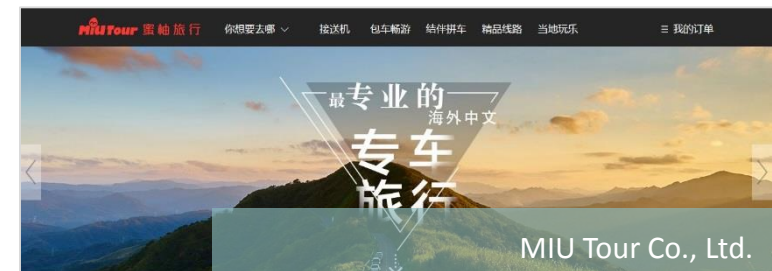 MiUTour 蜜柚旅行 你想要去哪 接送机 包车畅游 结伴拼车 精品线路 当地玩乐 三 我的订单
最专业的
海外中文
专车
旅行
MIU Tour Co., Ltd.